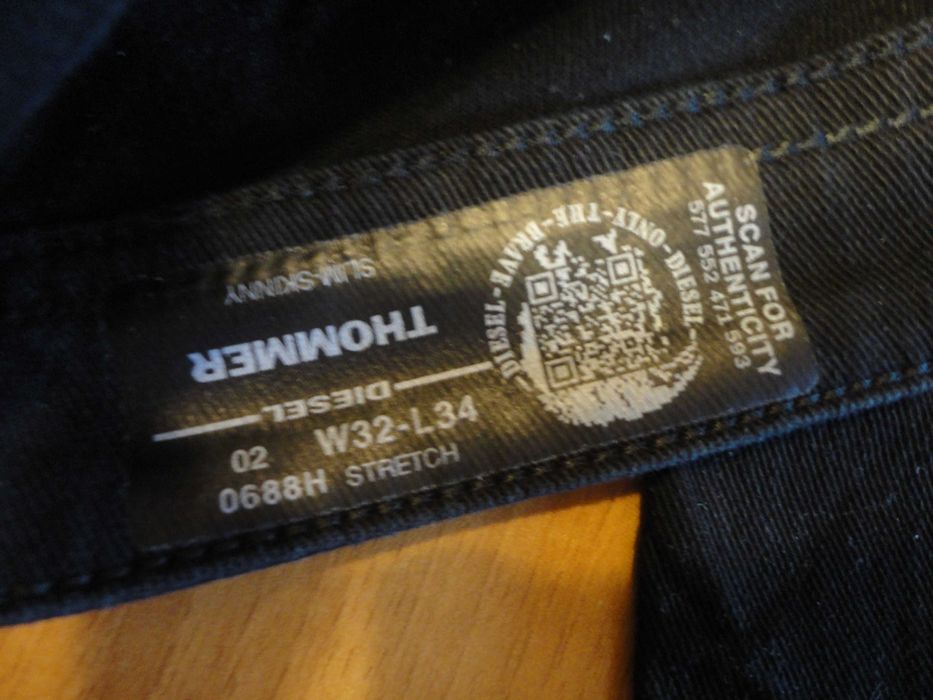 SLIM-SKINNY
THOMMER
DIESEL
02 W32-L34
0688H STRETCH
DIESEL-ONLY-THE-BRAVE-DIESEL
SCAN FOR
AUTHENTICITY
577 552 471 593